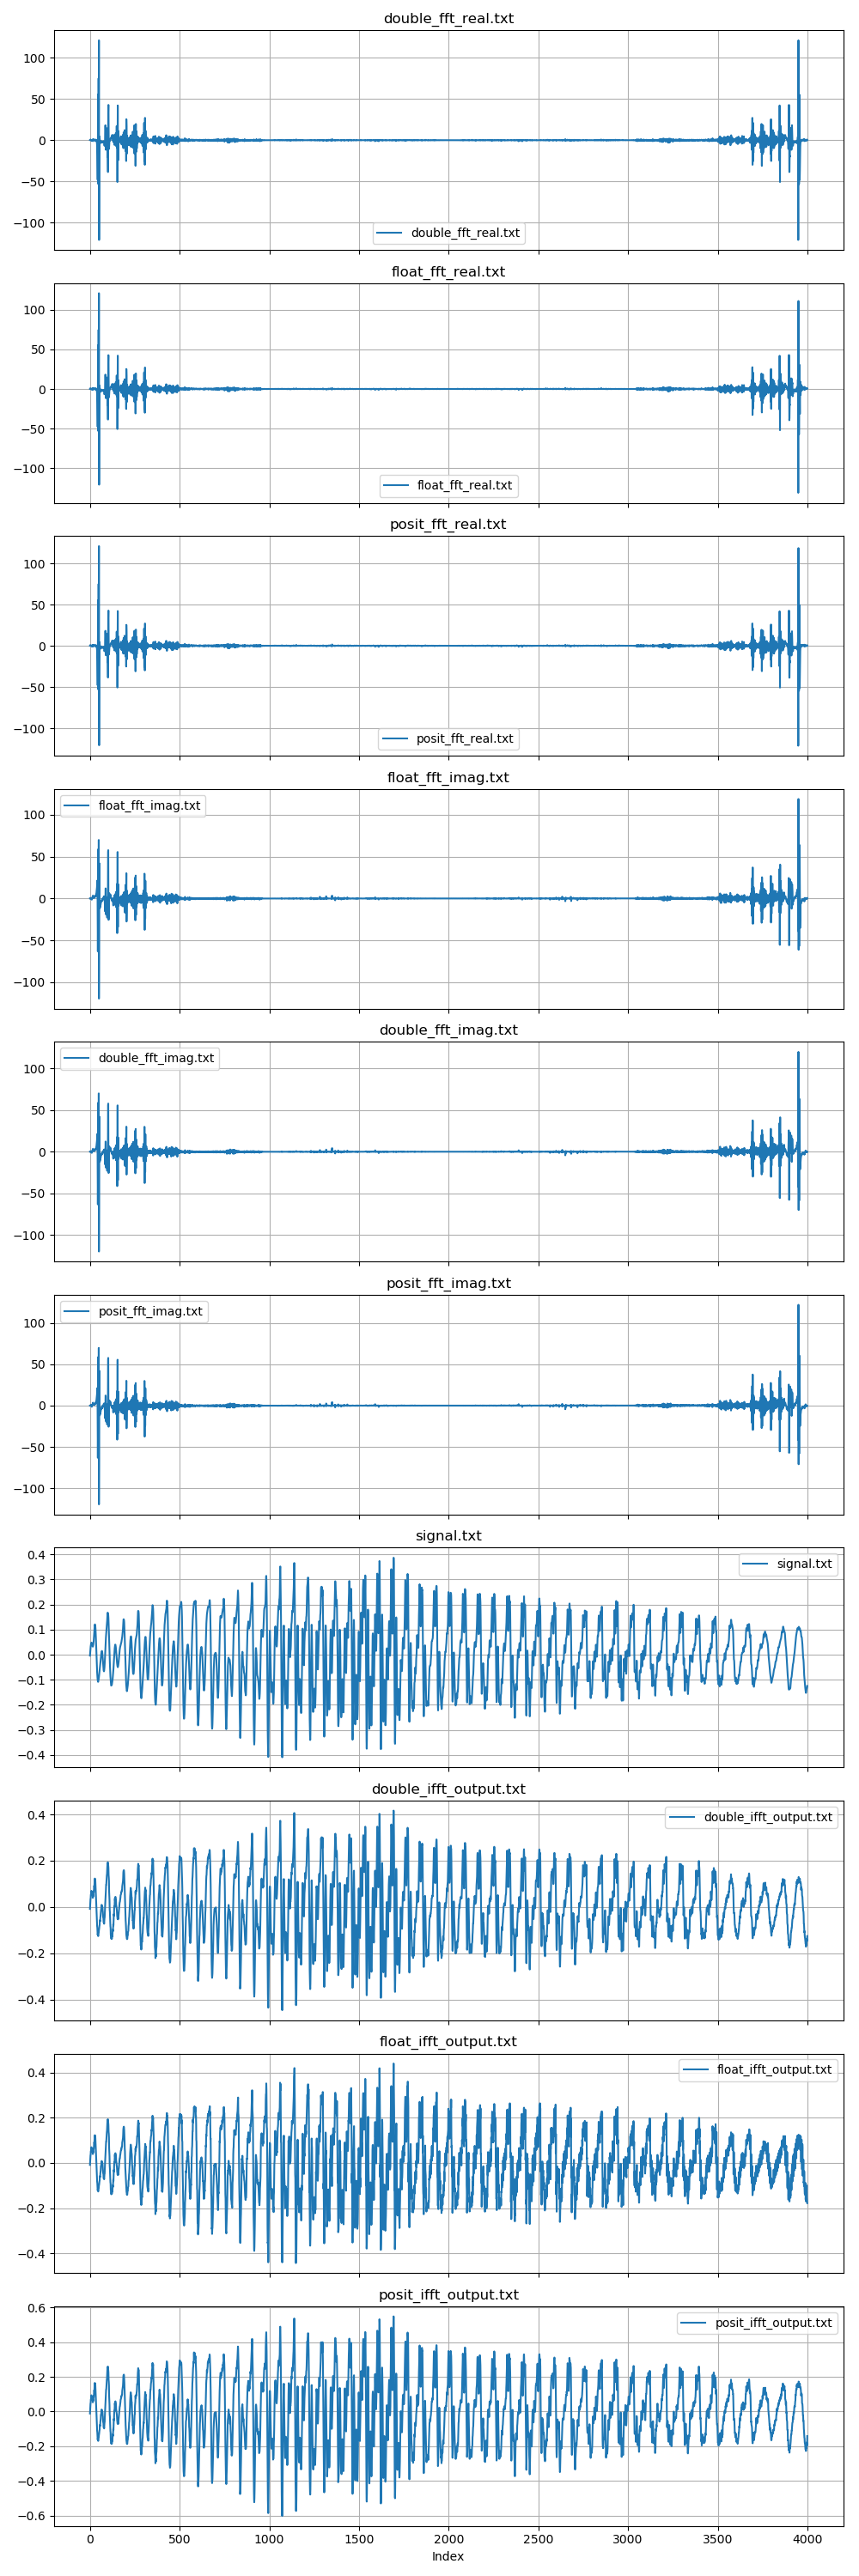 double_fft_real.txt
100
50
0
−50
−100
double_fft_real.txt
float_fft_real.txt
100
50
0
−50
−100
float_fft_real.txt
posit_fft_real.txt
100
50
0
−50
−100
posit_fft_real.txt
float_fft_imag.txt
float_fft_imag.txt
100
50
0
−50
−100
double_fft_imag.txt
double_fft_imag.txt
100
50
0
−50
−100
posit_fft_imag.txt
posit_fft_imag.txt
100
50
0
−50
−100
signal.txt
signal.txt
0.4
0.3
0.2
0.1
0.0
−0.1
−0.2
−0.3
−0.4
double_ifft_output.txt
double_ifft_output.txt
0.4
0.2
0.0
−0.2
−0.4
float_ifft_output.txt
float_ifft_output.txt
0.4
0.2
0.0
−0.2
−0.4
posit_ifft_output.txt
posit_ifft_output.txt
0.6
0.4
0.2
0.0
−0.2
−0.4
−0.6
0 500 1000 1500 2000 2500 3000 3500 4000
Index